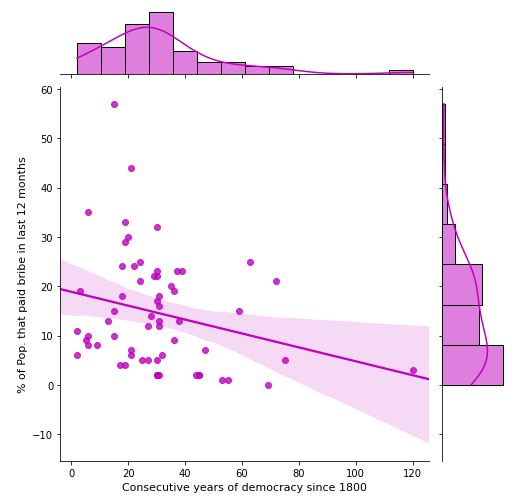 60
50
40
30
20
10
0
−10
% of Pop. that paid bribe in last 12 months
0 20 40 60 80 100 120
Consecutive years of democracy since 1800